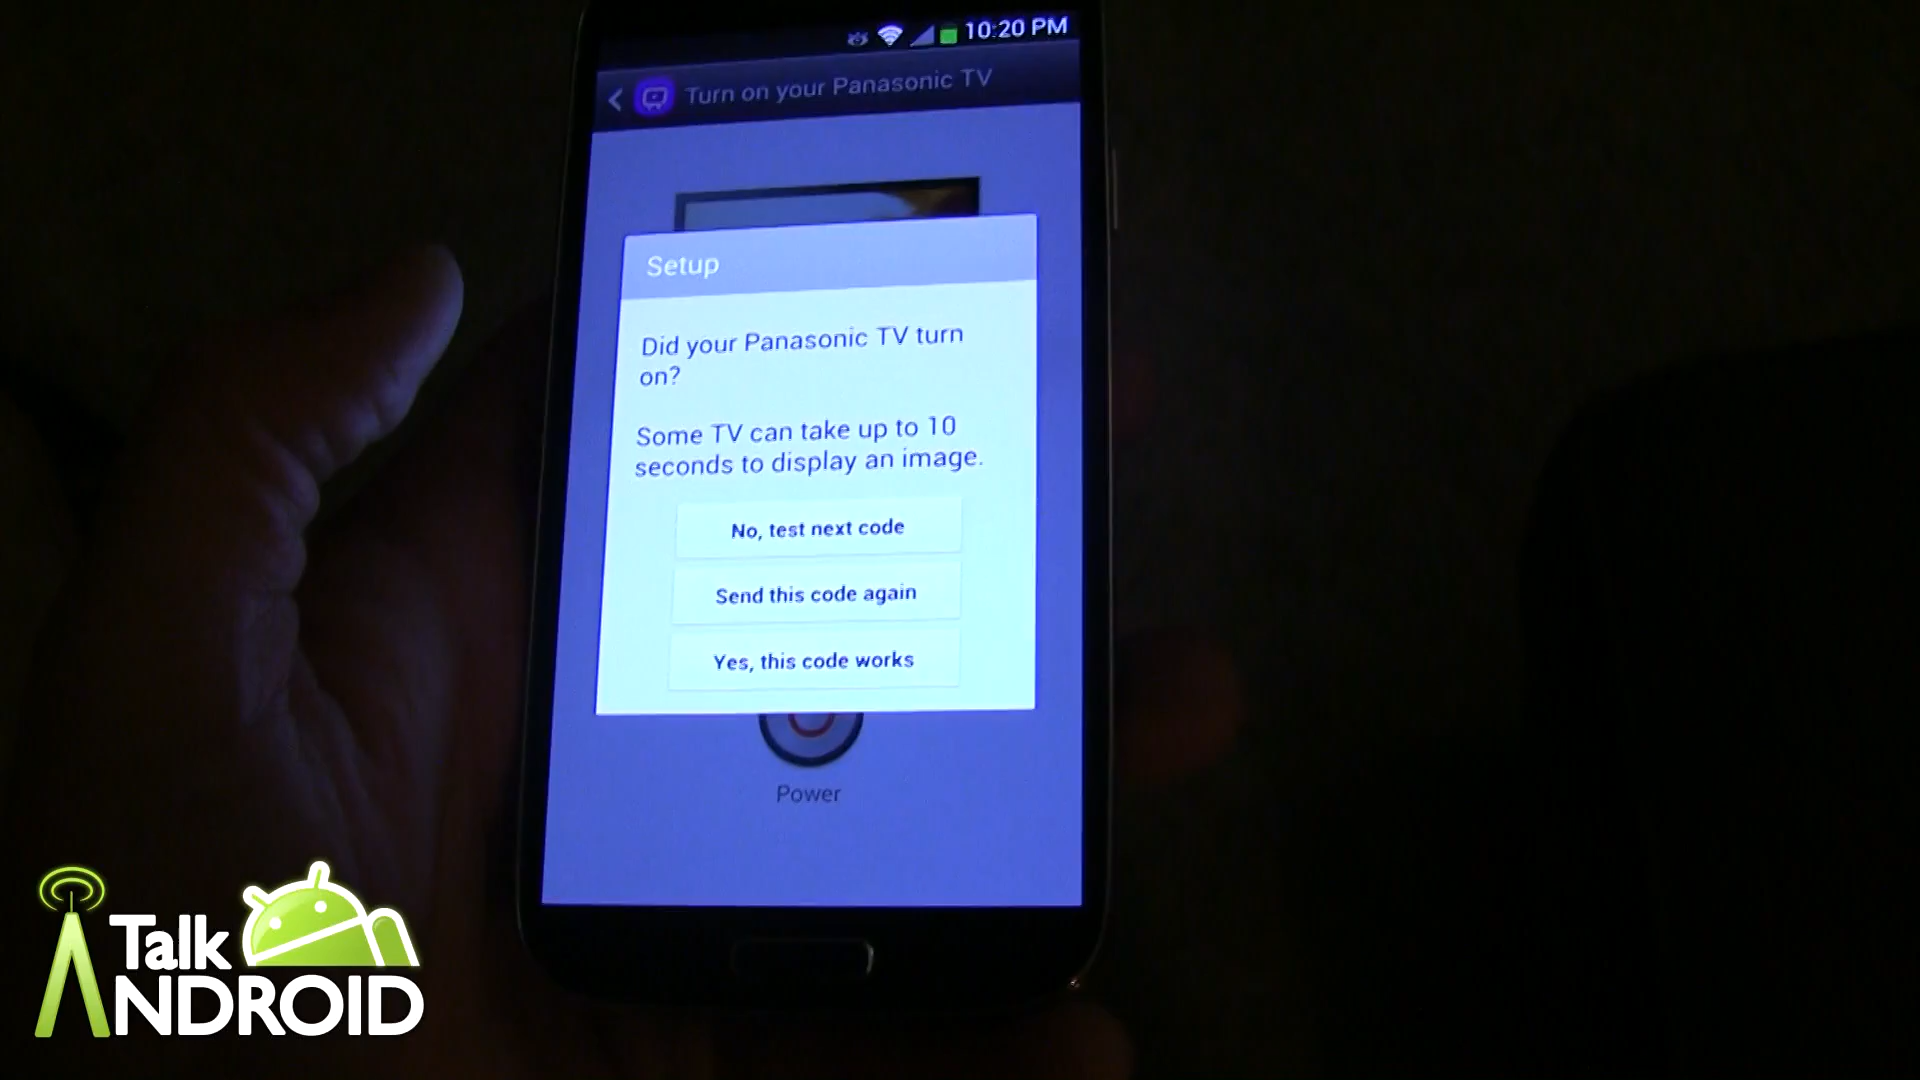 10:20 PM
Turn on your Panasonic TV
Setup
Did your Panasonic TV turn
on?
Some TV can take up to 10
seconds to display an image.
No, test next code
Send this code again
Yes, this code works
Power
Talk
ANDROID